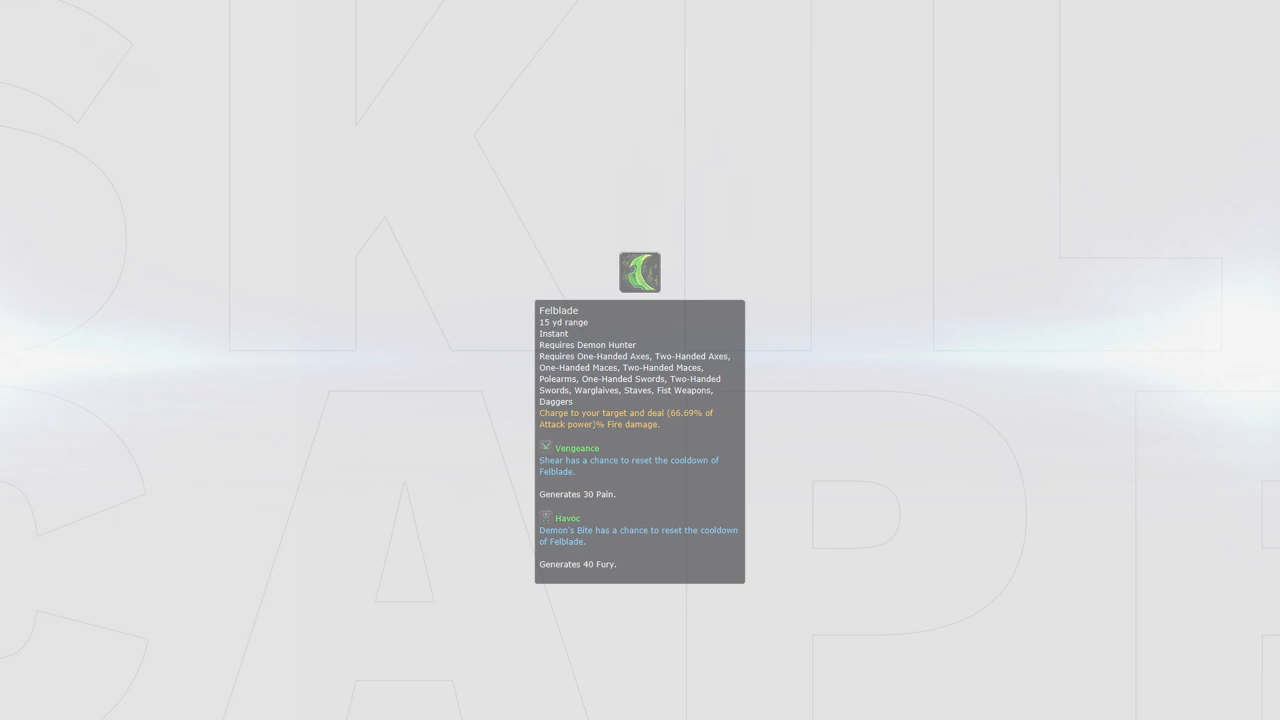 SKILL
CAPPE
Felblade
15 yd range
Instant
Requires Demon Hunter
Requires One-Handed Axes, Two-Handed Axes,
One-Handed Maces, Two-Handed Maces,
Polearms, One-Handed Swords, Two-Handed
Swords, Warglaives, Staves, Fist Weapons,
Daggers
Charge to your target and deal (66.69% of
Attack power)% Fire damage.
Vengeance
Shear has a chance to reset the cooldown of
Felblade.
Generates 30 Pain.
Havoc
Demon's Bite has a chance to reset the cooldown
of Felblade.
Generates 40 Fury.